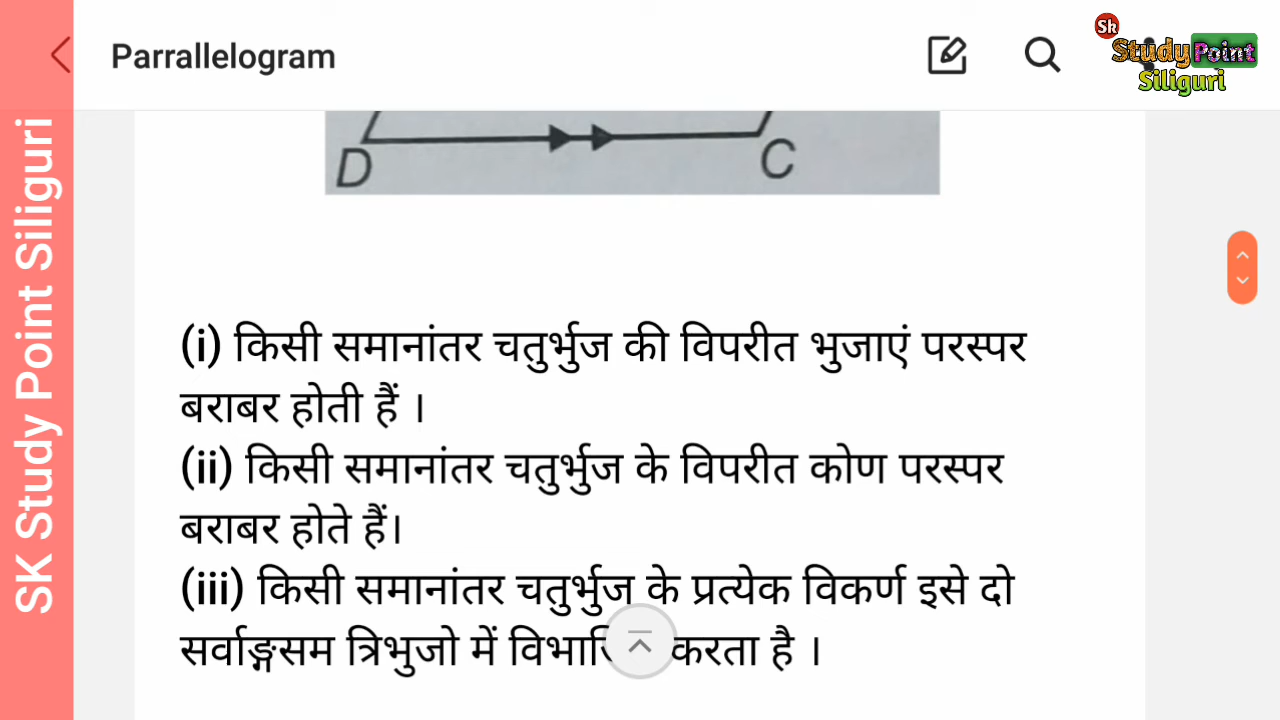 Parrallelogram
Sk
Study Point
Siliguri
SK Study Point Siliguri
D
C
(i) किसी समानांतर चतुर्भुज की विपरीत भुजाएं परस्पर
बराबर होती हैं ।
(ii) किसी समानांतर चतुर्भुज के विपरीत कोण परस्पर
बराबर होते हैं।
(iii) किसी समानांतर चतुर्भुज के प्रत्येक विकर्ण इसे दो
सर्वाङ्गसम त्रिभुजो में करता है ।